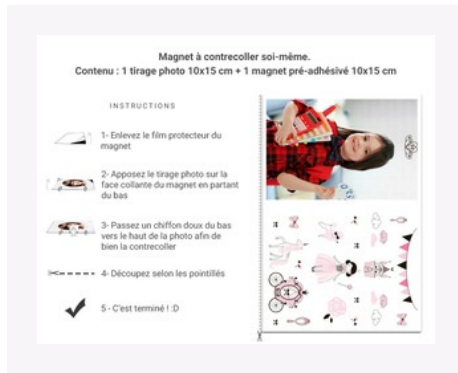 Magnet à contrecoller soi-même.
Contenu : 1 tirage photo 10x15 cm + 1 magnet pré-adhésivé 10x15 cm
INSTRUCTIONS
1- Enlevez le film protecteur du
magnet
2- Apposez le tirage photo sur la
face collante du magnet en partant
du bas
3- Passez un chiffon doux du bas
vers le haut de la photo afin de
bien la contrecoller
4- Découpez selon les pointillés
5 - C'est terminé ! :D